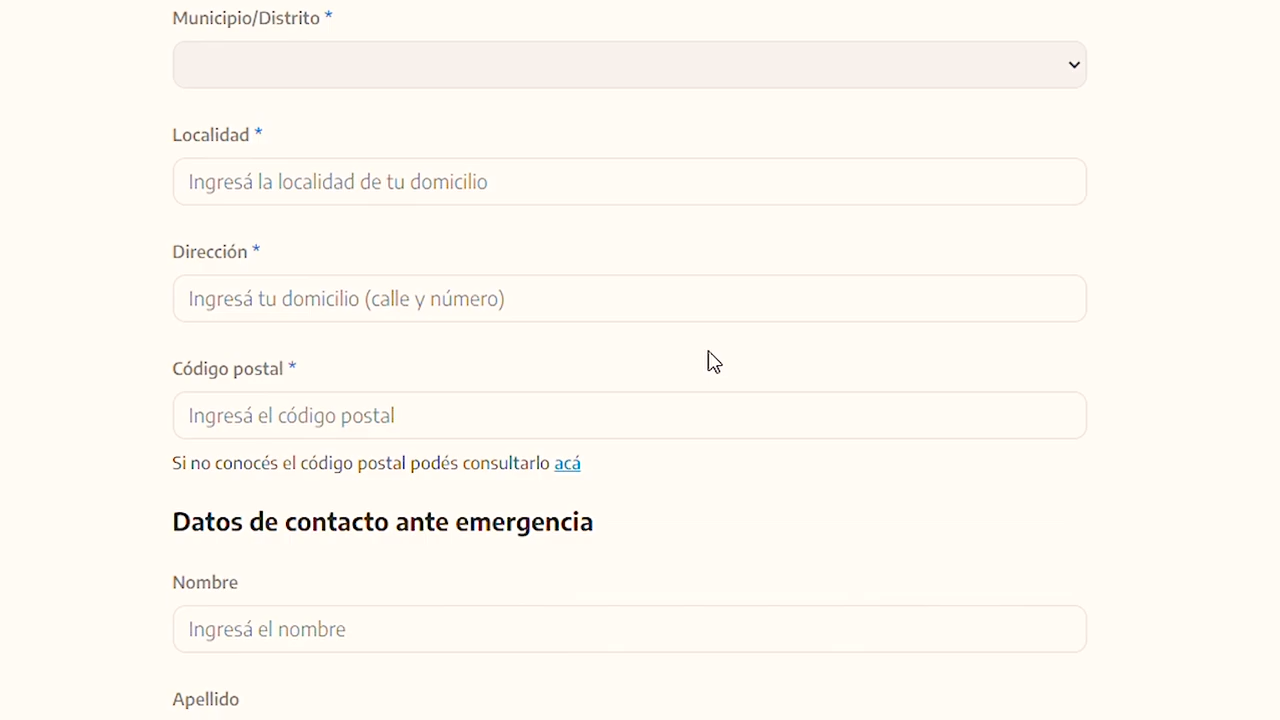 Municipio/Distrito *
Localidad *
Ingresá la localidad de tu domicilio
Dirección *
Ingresá tu domicilio (calle y número)
Código postal *
Ingresá el código postal
Si no conocés el código postal podés consultarlo acá
Datos de contacto ante emergencia
Nombre
Ingresá el nombre
Apellido